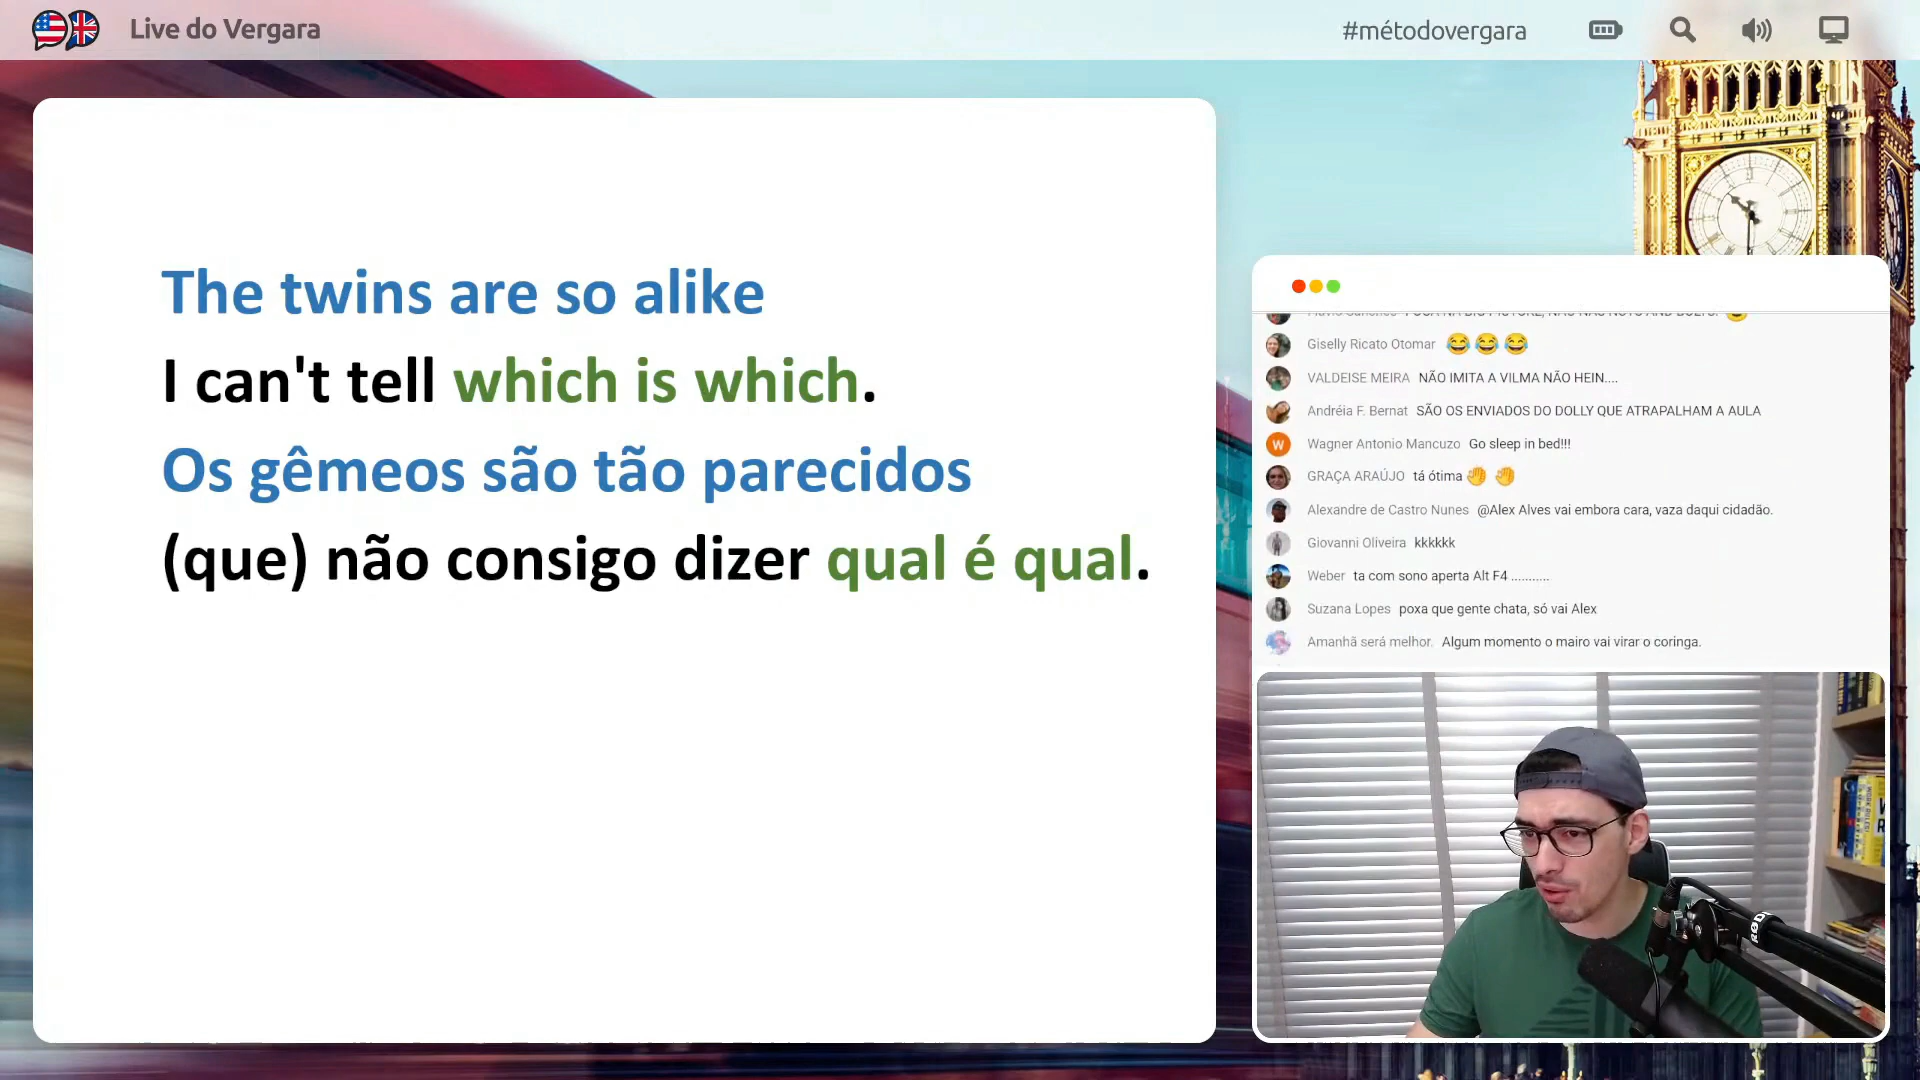 Live do Vergara
#métodovergara
The twins are so alike
I can't tell which is which.
Os gêmeos são tão parecidos
(que) não consigo dizer qual é qual.
Giselly Ricato Otomar 😂😂😂
VALDEISE MEIRA NÃO IMITA A VILMA NÃO HEIN....
Andréia F. Bernat SÃO OS ENVIADOS DO DOLLY QUE ATRAPALHAM A AULA
W
Wagner Antonio Mancuzo Go sleep in bed!!!
GRAÇA ARAÚJO tá ótima 👏 👏
Alexandre de Castro Nunes @Alex Alves vai embora cara, vaza daqui cidadão.
Giovanni Oliveira kkkkkk
Weber ta com sono aperta Alt F4 ...........
Suzana Lopes poxa que gente chata, só vai Alex
Amanhã será melhor. Algum momento o mairo vai virar o coringa.
RØDE